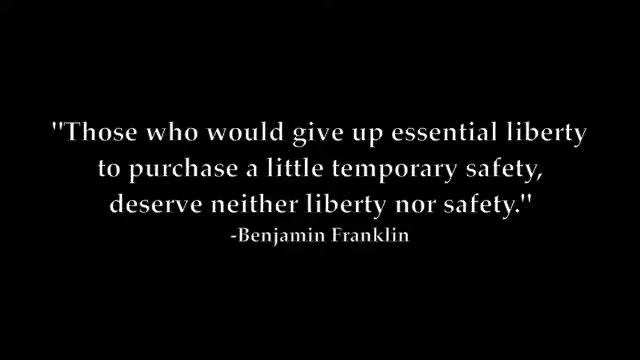 "Those who would give up essential liberty
to purchase a little temporary safety,
deserve neither liberty nor safety."
-Benjamin Franklin